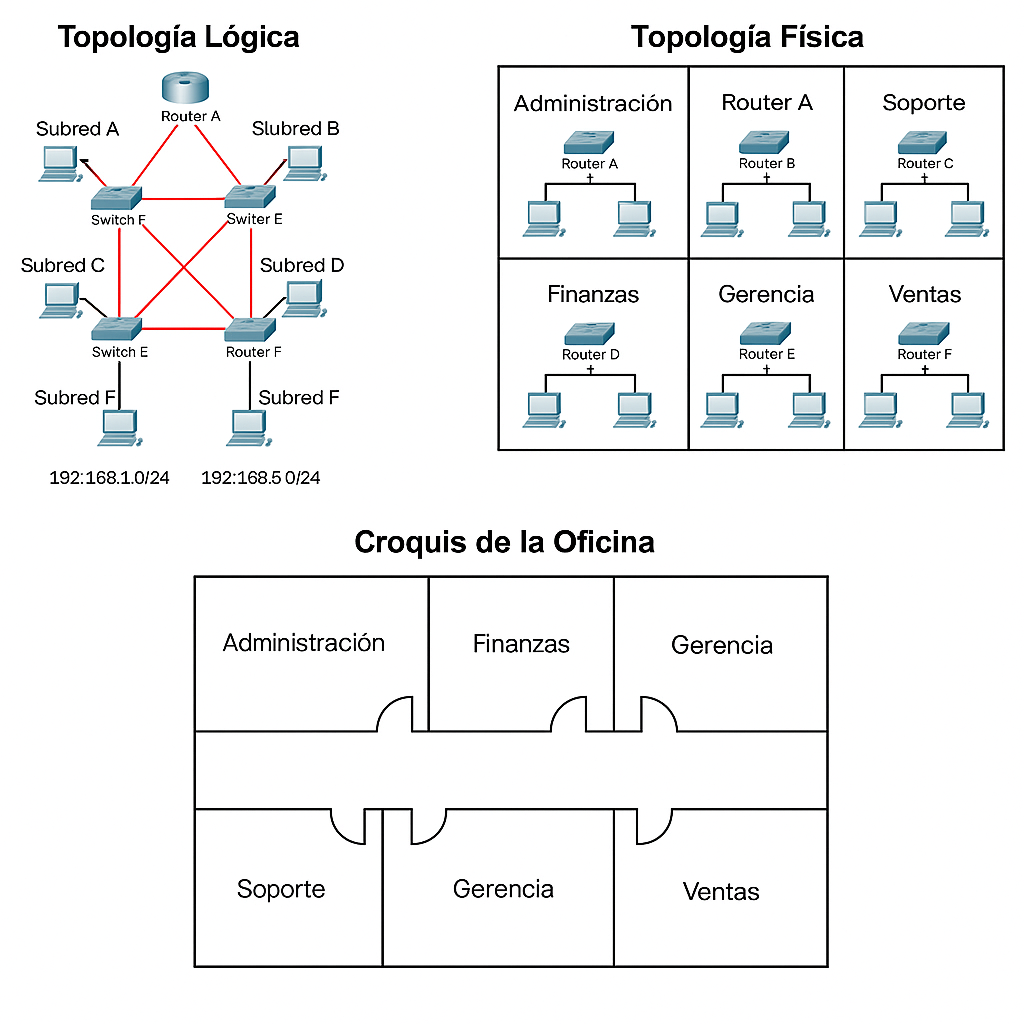 Topología Lógica
Router A
Subred A
Slubred B
Switch F
Switer E
Subred C
Subred D
Switch E
Router F
Subred F
Subred F
192:168.1.0/24
192:168.5 0/24
Topología Física
Administración
Router A
Router A
Router B
Soporte
Router C
Finanzas
Router D
Gerencia
Router E
Ventas
Router F
Croquis de la Oficina
Administración
Finanzas
Gerencia
Soporte
Gerencia
Ventas